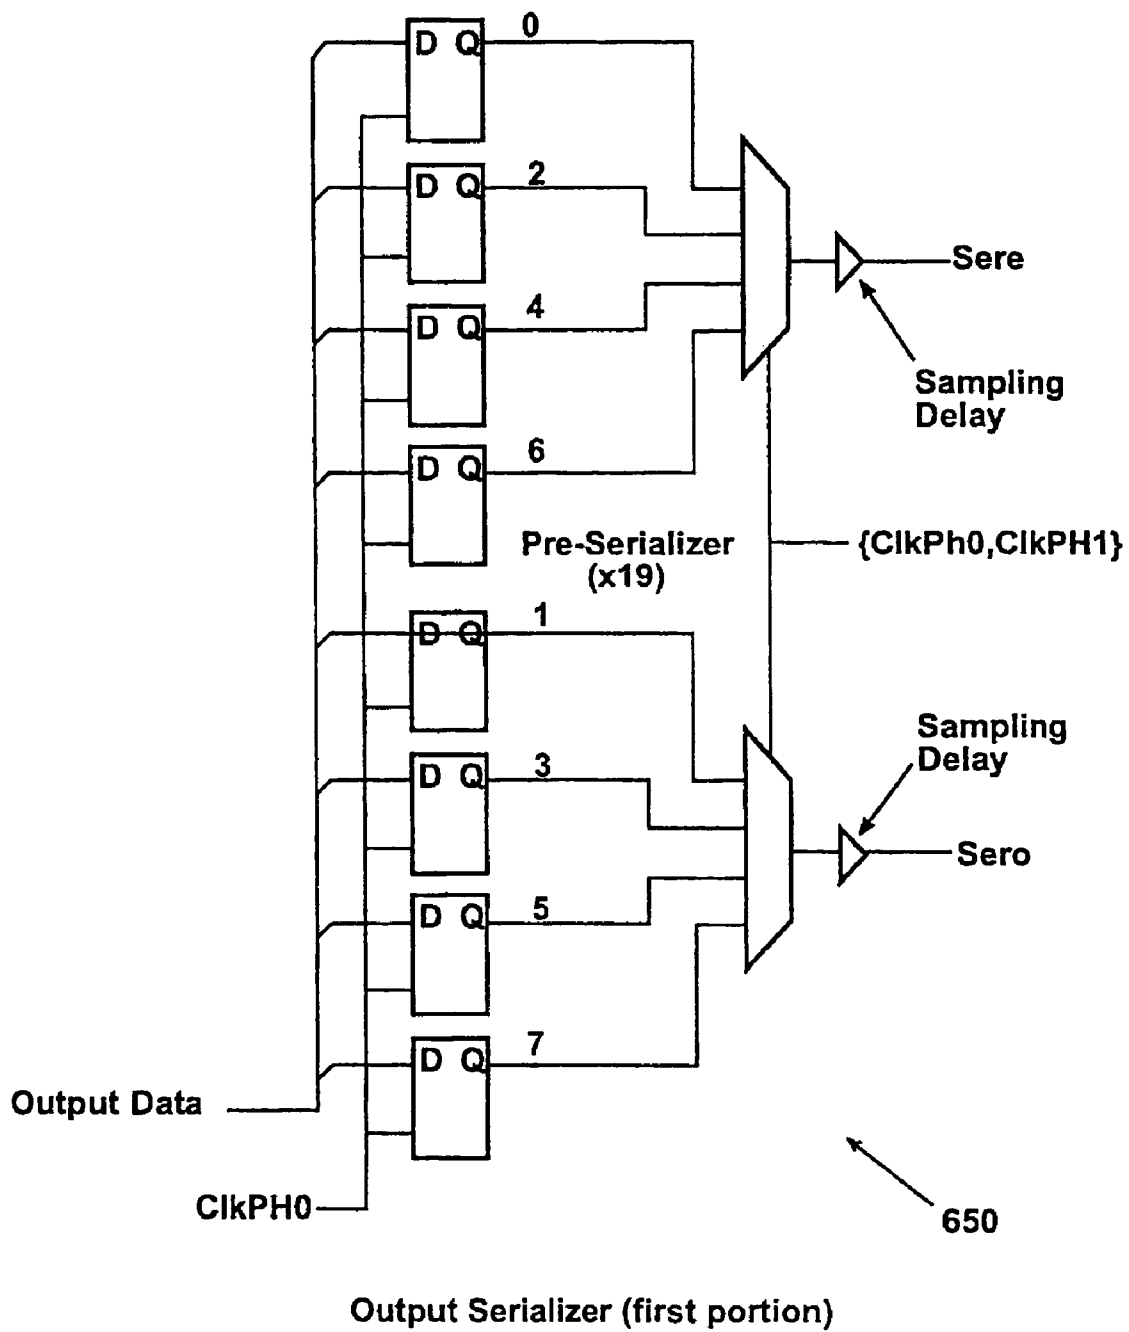 0
D Q
2
D Q
Sere
4
D Q
Sampling
Delay
6
D Q
Pre-Serializer
(x19)
{ClkPh0,ClkPH1}
1
D Q
Sampling
Delay
3
D Q
Sero
5
D Q
7
D Q
Output Data
ClkPH0
650
Output Serializer (first portion)